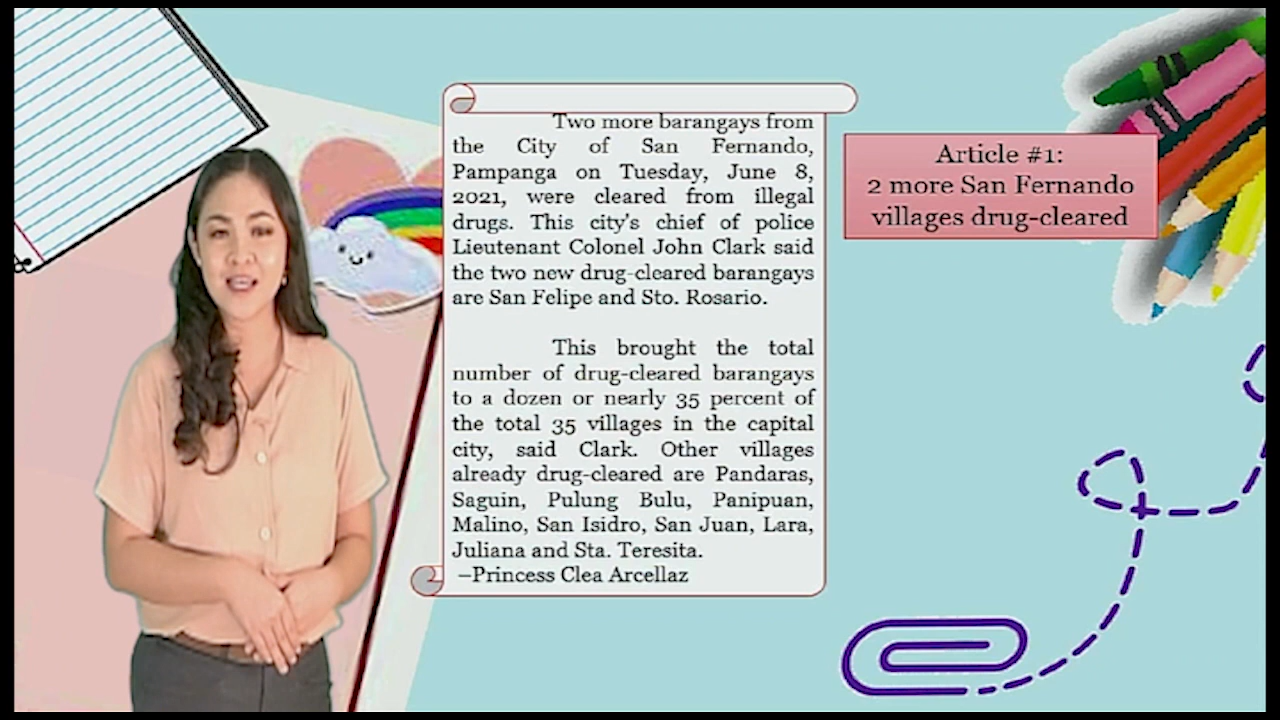 Two more barangays from
the City of San Fernando,
Pampanga on Tuesday, June 8,
2021, were cleared from illegal
drugs. This city's chief of police
Lieutenant Colonel John Clark said
the two new drug-cleared barangays
are San Felipe and Sto. Rosario.
This brought the total
number of drug-cleared barangays
to a dozen or nearly 35 percent of
the total 35 villages in the capital
city, said Clark. Other villages
already drug-cleared are Pandaras,
Saguin, Pulung Bulu, Panipuan,
Malino, San Isidro, San Juan, Lara,
Juliana and Sta. Teresita.
–Princess Clea Arcellaz
Article #1:
2 more San Fernando
villages drug-cleared